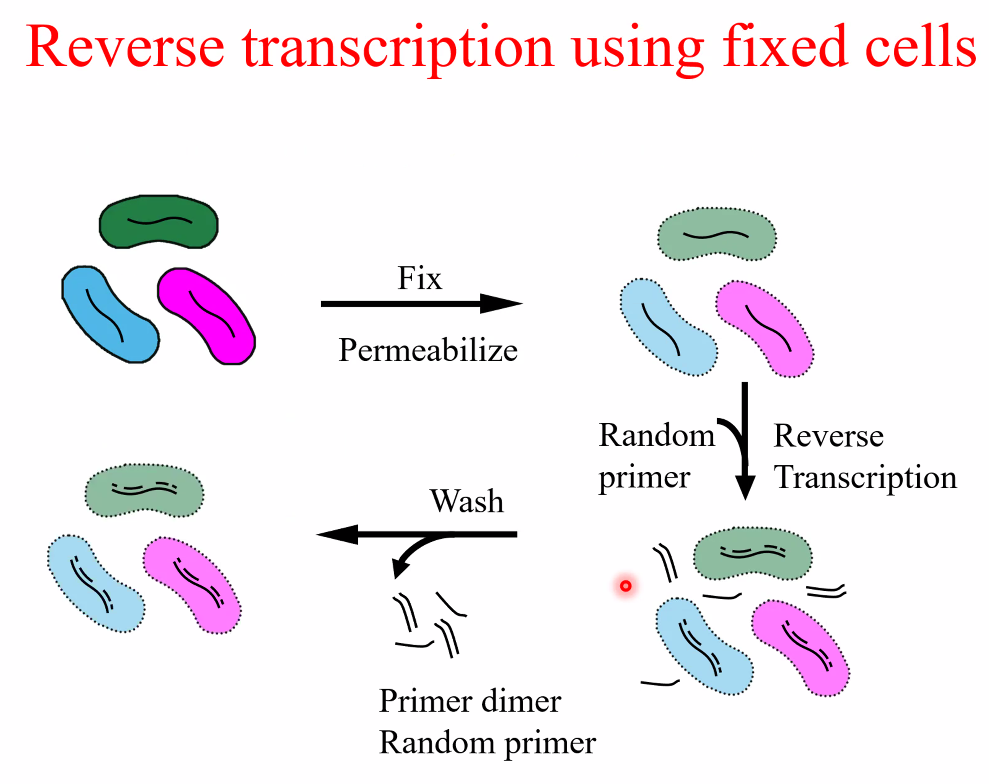 Reverse transcription using fixed cells
Fix
Permeabilize
Random
primer
Reverse
Transcription
Wash
Primer dimer
Random primer